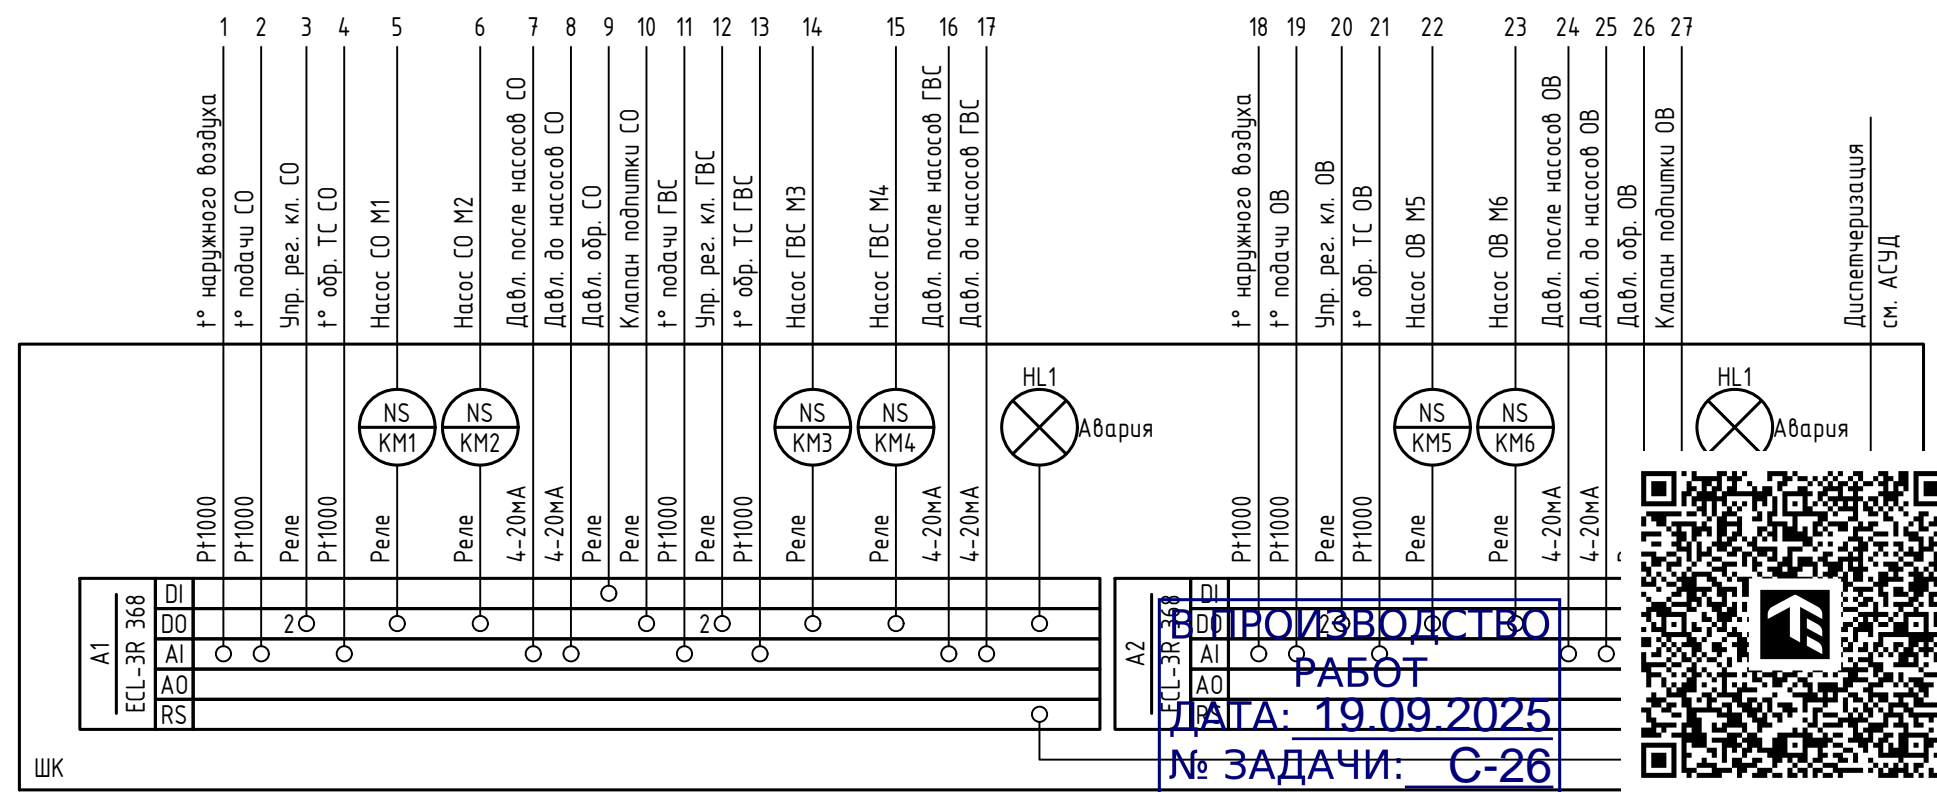 1 2 3 4 5 6 7 8 9 10 11 12 13 14 15 16 17 18 19 20 21 22 23 24 25 26 27
t° наружного воздуха
t° подачи СО
Упр. рег. кл. СО
t° обр. ТС СО
Насос СО М1
Насос СО М2
Давл. после насосов СО
Давл. до насосов СО
Давл. обр. СО
Клапан подпитки СО
t° подачи ГВС
Упр. рег. кл. ГВС
t° обр. ТС ГВС
Насос ГВС М3
Насос ГВС М4
Давл. после насосов ГВС
Давл. до насосов ГВС
t° наружного воздуха
t° подачи ОВ
Упр. рег. кл. ОВ
t° обр. ТС ОВ
Насос ОВ М5
Насос ОВ М6
Давл. после насосов ОВ
Давл. до насосов ОВ
Давл. обр. ОВ
Клапан подпитки ОВ
Диспетчеризация
см. АСУД
NS
КМ1
NS
КМ2
NS
КМ3
NS
КМ4
HL1
Авария
NS
КМ5
NS
КМ6
HL1
Авария
Pt1000
Pt1000
Реле
Pt1000
Реле
Реле
4-20мА
4-20мА
Реле
Реле
Pt1000
Реле
Pt1000
Реле
Реле
4-20мА
4-20мА
Pt1000
Pt1000
Реле
Pt1000
Реле
Реле
4-20мА
4-20мА
А1
ECL-3R 368
DI
DO
2
2
AI
AO
RS
А2
ECL-3R 368
DI
DO
2
AI
AO
RS
В ПРОИЗВОДСТВО
РАБОТ
ДАТА: 19.09.2025
№ ЗАДАЧИ: С-26
ШК